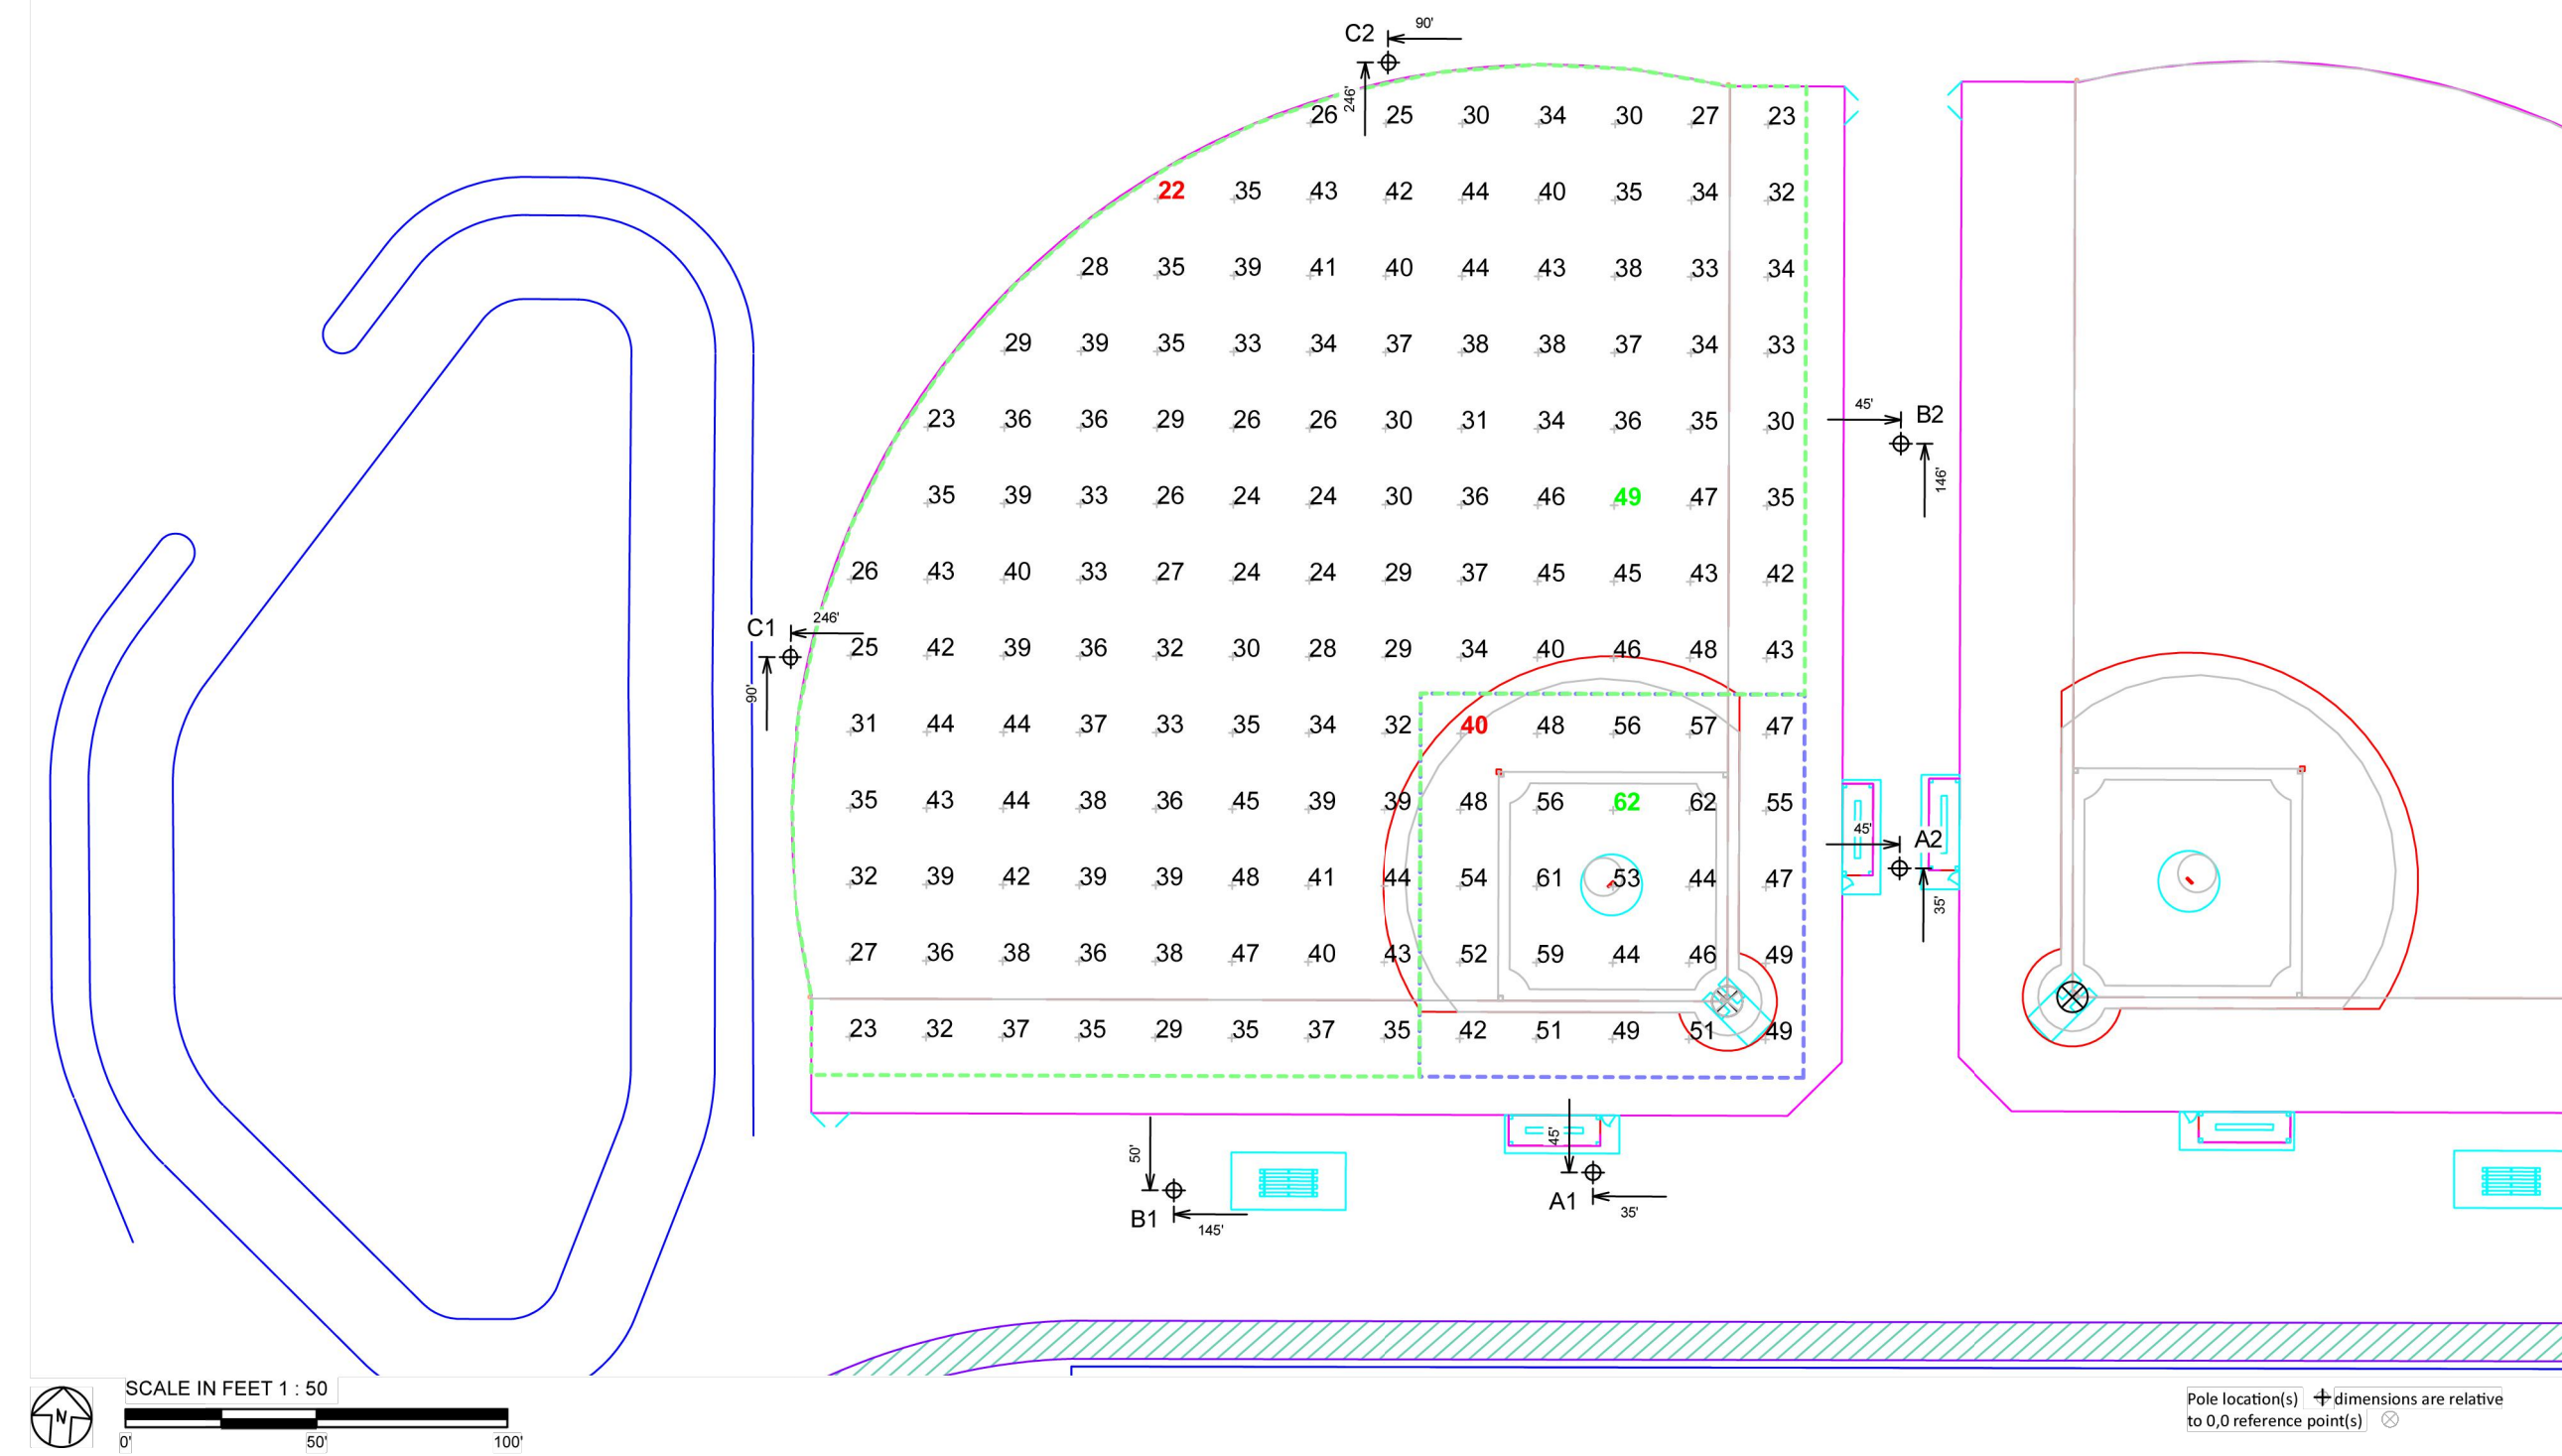 C2 90'
246'
26 25 30 34 30 27 23
22 35 43 42 44 40 35 34 32
28 35 39 41 40 44 43 38 33 34
29 39 35 33 34 37 38 38 37 34 33
45' B2
23 36 36 29 26 26 30 31 34 36 35 30
146'
35 39 33 26 24 24 30 36 46 49 47 35
26 43 40 33 27 24 24 29 37 45 45 43 42
C1 246'
25 42 39 36 32 30 28 29 34 40 46 48 43
90'
31 44 44 37 33 35 34 32 40 48 56 57 47
35 43 44 38 36 45 39 39 48 56 62 62 55
45' A2
32 39 42 39 39 48 41 44 54 61 53 44 47
35'
27 36 38 36 38 47 40 43 52 59 44 46 49
23 32 37 35 29 35 37 35 42 51 49 51 49
50' 45'
B1 145'
A1 35'
SCALE IN FEET 1 : 50
N
0' 50' 100'
Pole location(s) dimensions are relative
to 0,0 reference point(s)